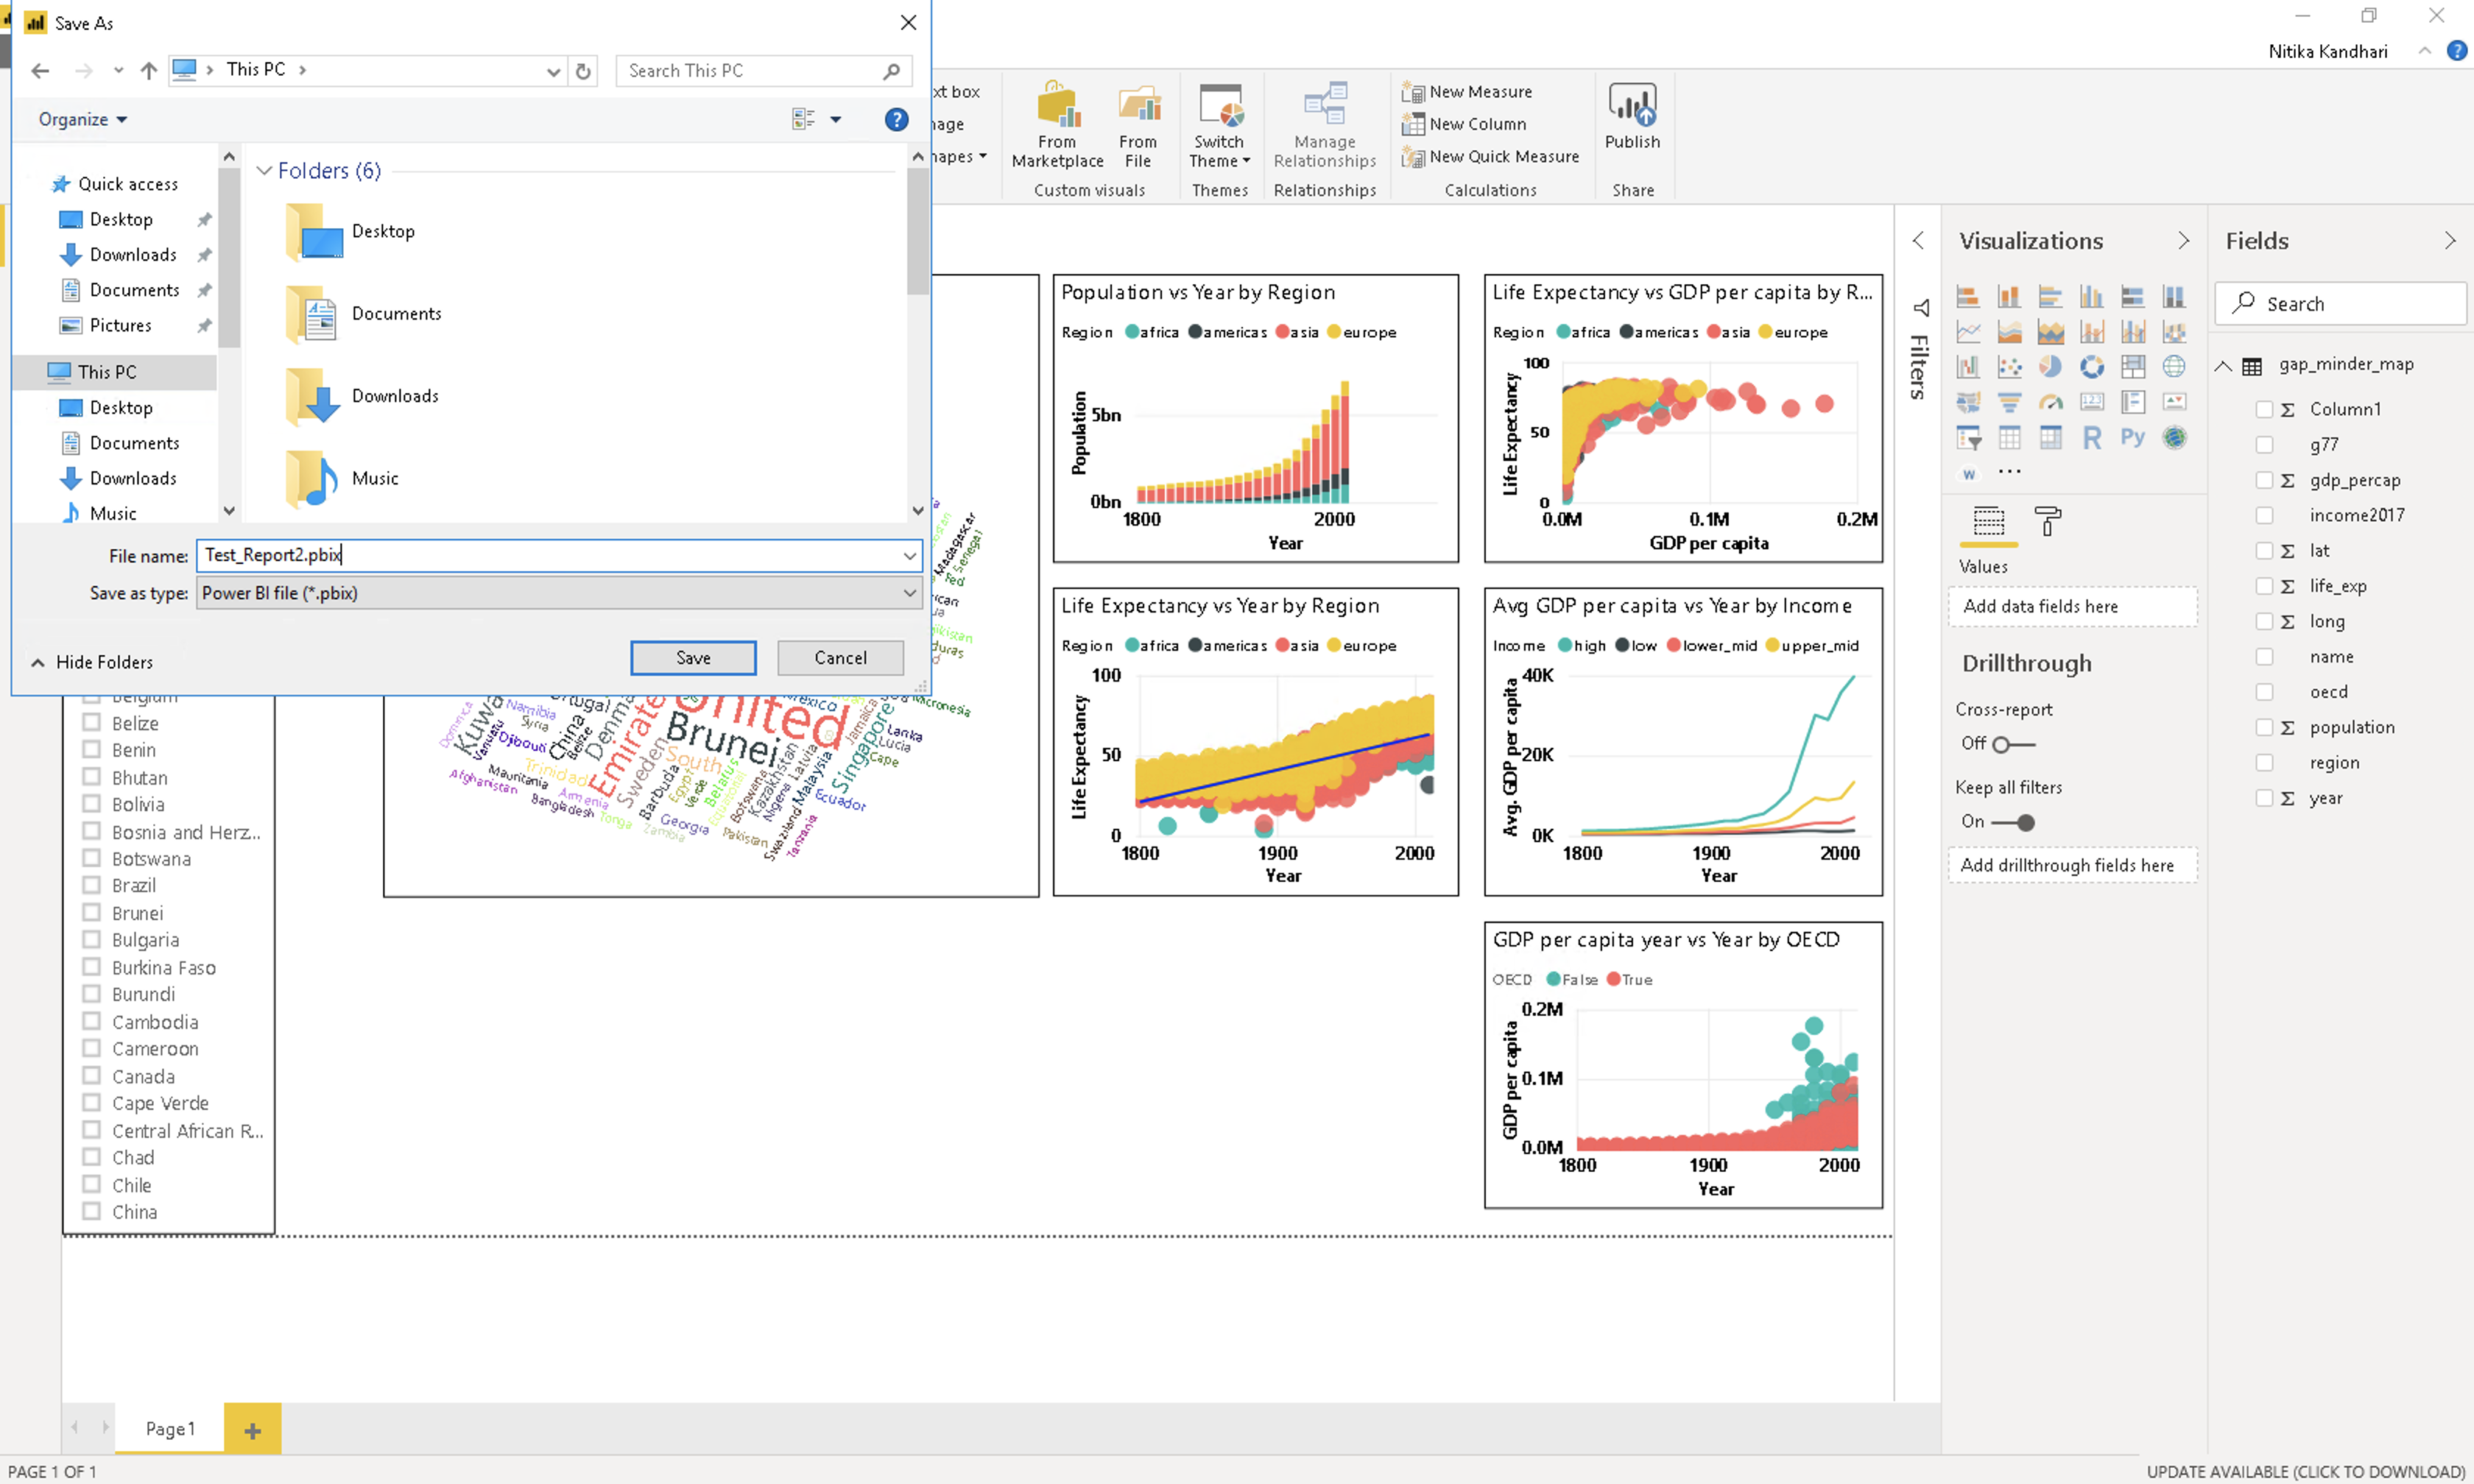 Save As
Nitika Kandhari
This PC
Search This PC
Organize
Quick access
Desktop
Downloads
Documents
Pictures
This PC
Desktop
Documents
Downloads
Music
Folders (6)
Desktop
Documents
Downloads
Music
File name: Test_Report2.pbix
Save as type: Power BI file (*.pbix)
Hide Folders
Save
Cancel
From Marketplace
From File
Custom visuals
Switch Theme
Themes
Manage Relationships
Relationships
New Measure
New Column
New Quick Measure
Calculations
Publish
Share
Belgium
Belize
Benin
Bhutan
Bolivia
Bosnia and Herz...
Botswana
Brazil
Brunei
Bulgaria
Burkina Faso
Burundi
Cambodia
Cameroon
Canada
Cape Verde
Central African R...
Chad
Chile
China
Madagascar
Senegal
Micronesia
United
Brunei
Emirate
Singapore
Kuwa
Denma
China
Belize
Namibia
Syria
Djibouti
Vanuatu
Dominica
Mauritania
Afghanistan
Trinidad
Armenia
Bangladesh
Tonga
Zambia
Georgia
Pakistan
Swaziland
Tanzania
Sweden
Barbuda
South
Egypt
Verde
Belarus
Botswana
Kazakhstan
Nigeria
Latvia
Malaysia
Ecuador
Jamaica
Lanka
Lucia
Cape
Population vs Year by Region
Region africa americas asia europe
Population
5bn
0bn
1800 2000
Year
Life Expectancy vs GDP per capita by R...
Region africa americas asia europe
Life Expectancy
100
50
0
0.0M 0.1M 0.2M
GDP per capita
Life Expectancy vs Year by Region
Region africa americas asia europe
Life Expectancy
100
50
0
1800 1900 2000
Year
Avg GDP per capita vs Year by Income
Income high low lower_mid upper_mid
Avg. GDP per capita
40K
20K
0K
1800 1900 2000
Year
GDP per capita year vs Year by OECD
OECD False True
GDP per capita
0.2M
0.1M
0.0M
1800 1900 2000
Year
Filters
Visualizations
R Py
Values
Add data fields here
Drillthrough
Cross-report
Off
Keep all filters
On
Add drillthrough fields here
Fields
Search
gap_minder_map
Column1
g77
gdp_percap
income2017
lat
life_exp
long
name
oecd
population
region
year
Page1
PAGE 1 OF 1
UPDATE AVAILABLE (CLICK TO DOWNLOAD)